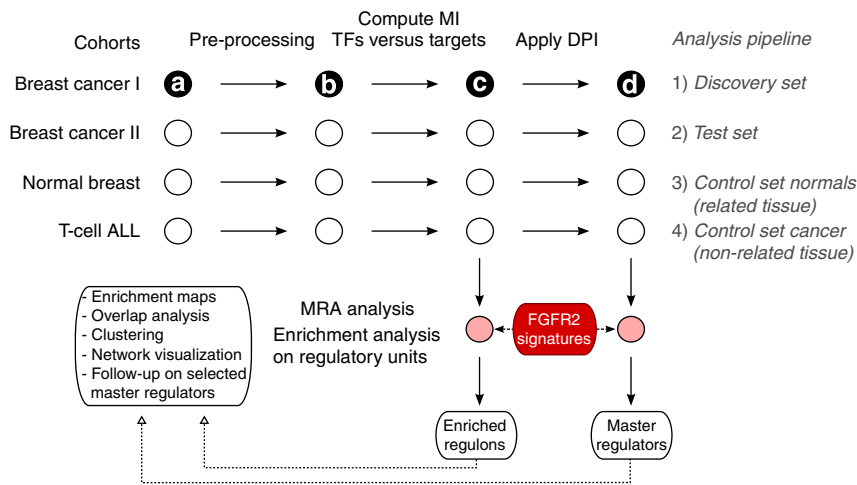 Cohorts
Pre-processing
Compute MI
TFs versus targets
Apply DPI
Analysis pipeline
Breast cancer I
a
b
c
d
1) Discovery set
Breast cancer II
2) Test set
Normal breast
3) Control set normals
(related tissue)
T-cell ALL
4) Control set cancer
(non-related tissue)
- Enrichment maps
- Overlap analysis
- Clustering
- Network visualization
- Follow-up on selected
master regulators
MRA analysis
Enrichment analysis
on regulatory units
FGFR2
signatures
Enriched
regulons
Master
regulators